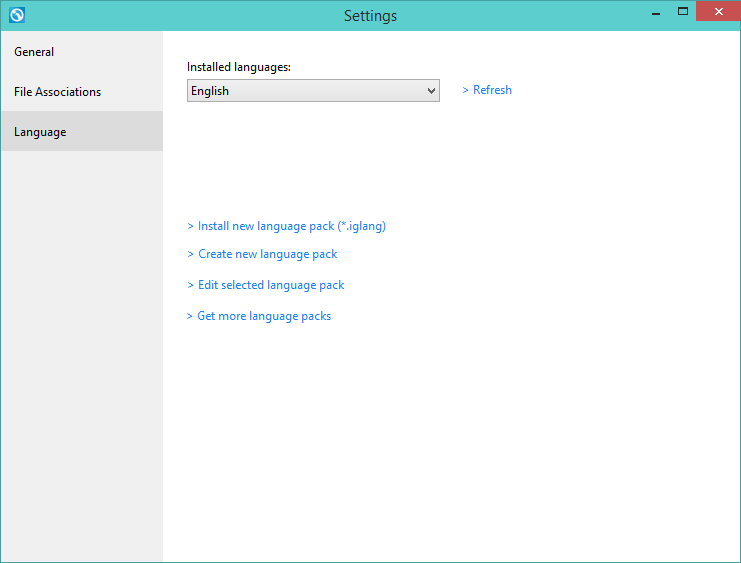 Settings
General
File Associations
Language
Installed languages:
English
> Refresh
> Install new language pack (*.iglang)
> Create new language pack
> Edit selected language pack
> Get more language packs